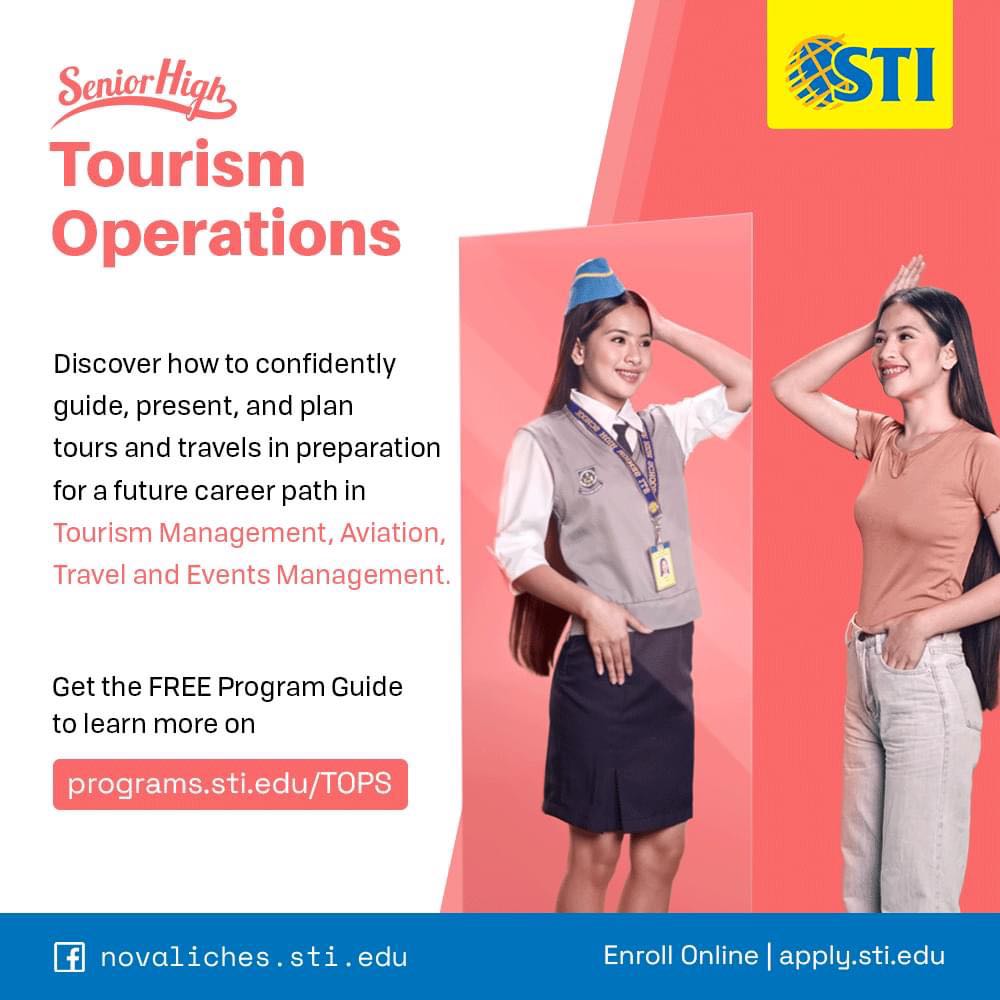 Senior High
Tourism
Operations
STI
Discover how to confidently
guide, present, and plan
tours and travels in preparation
for a future career path in
Tourism Management, Aviation,
Travel and Events Management.
Get the FREE Program Guide
to learn more on
programs.sti.edu/TOPS
novaliches.sti.edu
Enroll Online | apply.sti.edu